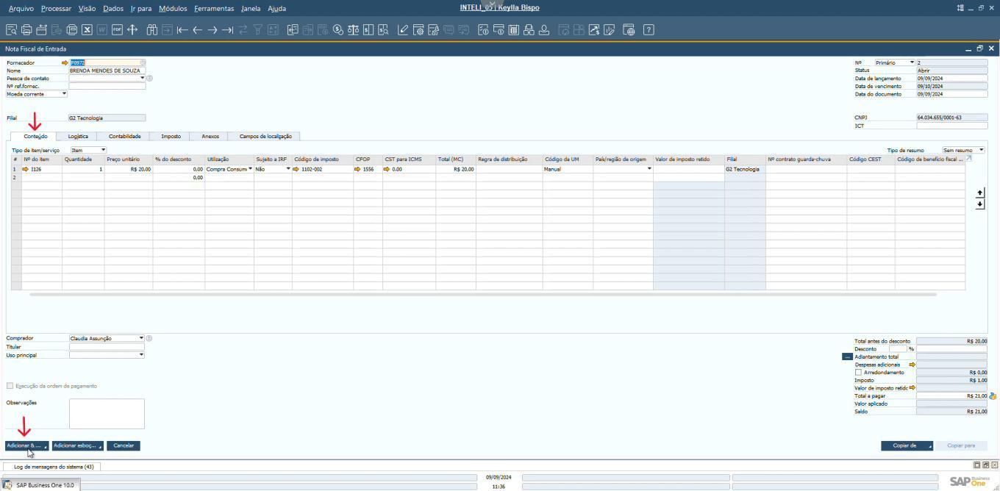 Arquivo Processar Visão Dados Ir para Módulos Ferramentas Janela Ajuda
INTELI_05 | Keylla Bispo
Nota Fiscal de Entrada
Fornecedor F0973
Nome BRENDA MENDES DE SOUZA
Pessoa de contato
Nº ref.fornec.
Moeda corrente
Filial G2 Tecnologia
Nº Primário 2
Status Abrir
Data de lançamento 09/09/2024
Data de vencimento 09/10/2024
Data do documento 09/09/2024
CNPJ 64.034.655/0001-63
ICT
Conteúdo Logística Contabilidade Imposto Anexos Campos de localização
Tipo de item/serviço Item Tipo de resumo Sem resumo
# Nº do item Quantidade Preço unitário % do desconto Utilização Sujeito a IRF Código de imposto CFOP CST para ICMS Total (MC) Regra de distribuição Código da UM País/região de origem Valor de imposto retido Filial Nº contrato guarda-chuva Código CEST Código de benefício fiscal ...
1 I126 1 R$ 20,00 0,00 Compra Consumi Não 1102-002 1556 0.00 R$ 20,00 Manual G2 Tecnologia
2 0,00
Comprador Claudia Assunção
Titular
Uso principal
Execução da ordem de pagamento
Observações
Total antes do desconto R$ 20,00
Desconto %
... Adiantamento total
Despesas adicionais
Arredondamento R$ 0,00
Imposto R$ 1,00
Valor de imposto retido
Total a pagar R$ 21,00
Valor aplicado
Saldo R$ 21,00
Adicionar & ... Adicionar esboç... Cancelar Copiar de Copiar para
Log de mensagens do sistema (43)
09/09/2024
11:36
SAP Business One
SAP Business One 10.0